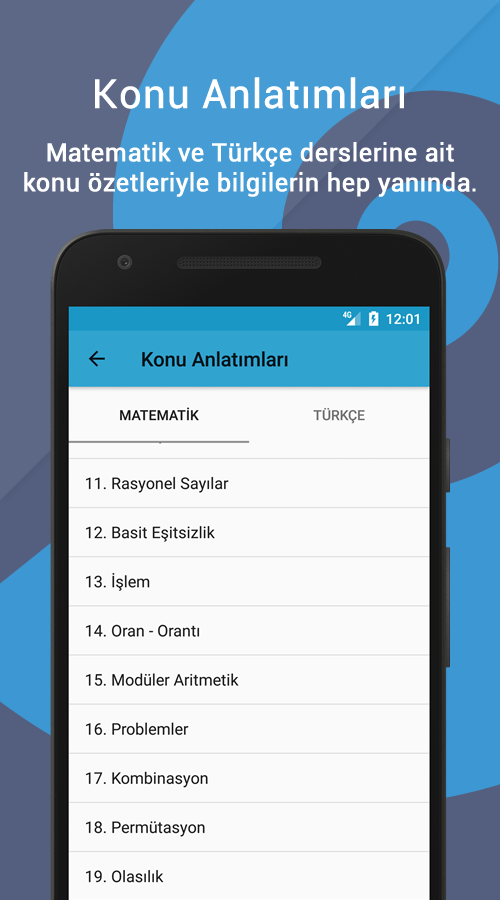 Konu Anlatımları
Matematik ve Türkçe derslerine ait
konu özetleriyle bilgilerin hep yanında.
4G 12:01
Konu Anlatımları
MATEMATİK TÜRKÇE
11. Rasyonel Sayılar
12. Basit Eşitsizlik
13. İşlem
14. Oran - Orantı
15. Modüler Aritmetik
16. Problemler
17. Kombinasyon
18. Permütasyon
19. Olasılık